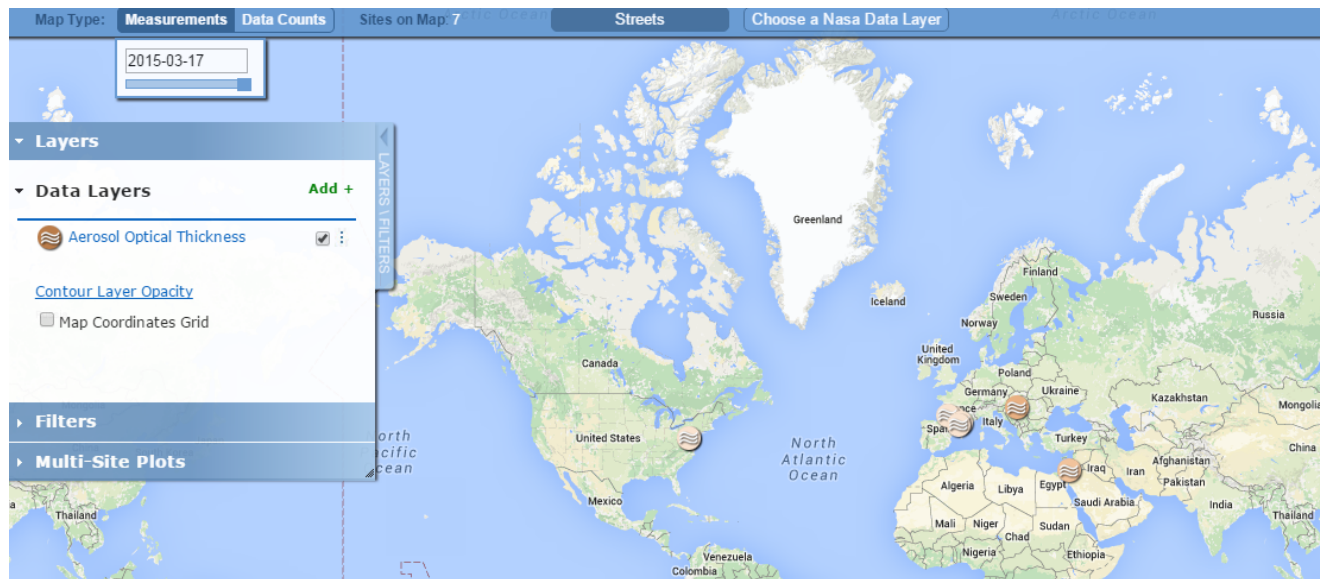 Map Type: Measurements Data Counts Sites on Map: 7 Arctic Ocean Streets Choose a Nasa Data Layer Arctic Ocean
2015-03-17
Layers
Data Layers Add +
LAYERS \ FILTERS
Aerosol Optical Thickness
Contour Layer Opacity
Map Coordinates Grid
Filters
Multi-Site Plots
Greenland
Finland
Iceland
Sweden
Norway
Russia
United
Kingdom
Canada
Poland
Germany
Ukraine
Kazakhstan
Mongolia
Spain
Italy
United States
North
Atlantic
Ocean
Turkey
China
Iraq
Iran
Afghanistan
Pakistan
Algeria
Libya
Egypt
Saudi Arabia
India
Mexico
Thailand
Thailand
Mali
Niger
Chad
Sudan
Nigeria
Ethiopia
Venezuela
Colombia